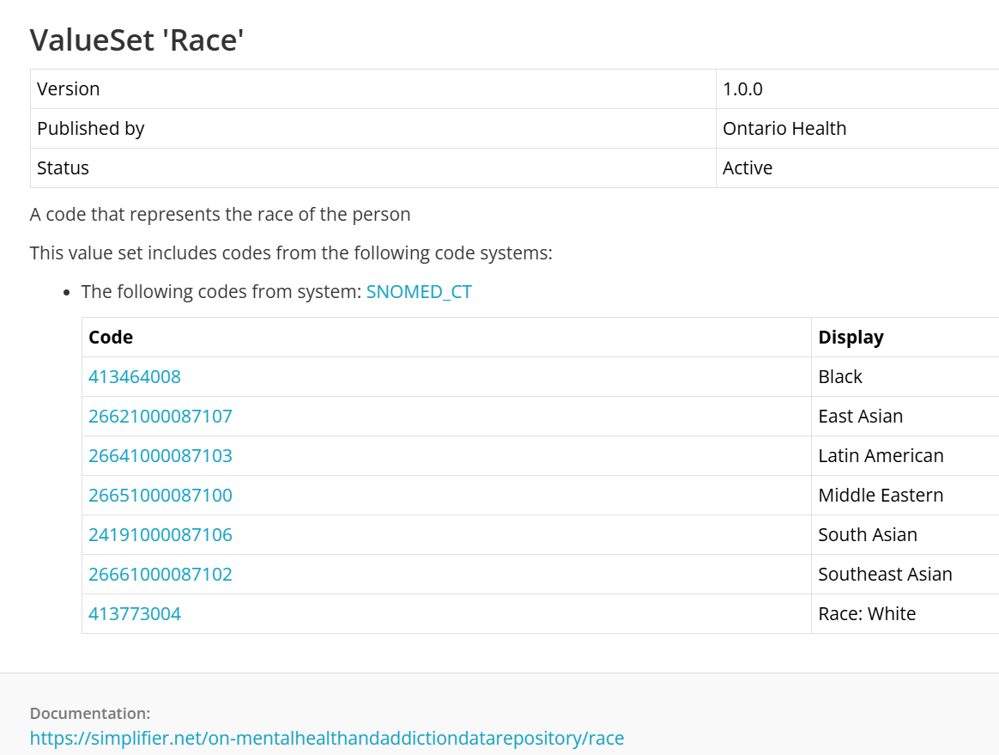 ValueSet 'Race'
Version 1.0.0
Published by Ontario Health
Status Active
A code that represents the race of the person
This value set includes codes from the following code systems:
• The following codes from system: SNOMED_CT
Code Display
413464008 Black
26621000087107 East Asian
26641000087103 Latin American
26651000087100 Middle Eastern
24191000087106 South Asian
26661000087102 Southeast Asian
413773004 Race: White
Documentation:
https://simplifier.net/on-mentalhealthandaddictiondatarepository/race